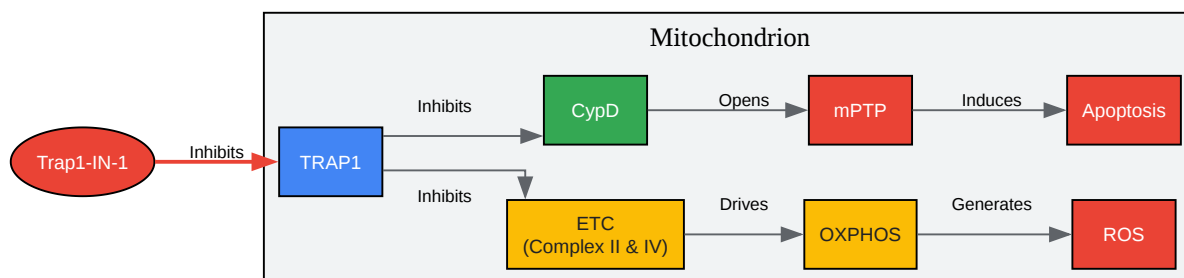 Mitochondrion
Inhibits
CypD
Opens
mPTP
Induces
Apoptosis
Trap1-IN-1
Inhibits
TRAP1
Inhibits
ETC
(Complex II & IV)
Drives
OXPHOS
Generates
ROS